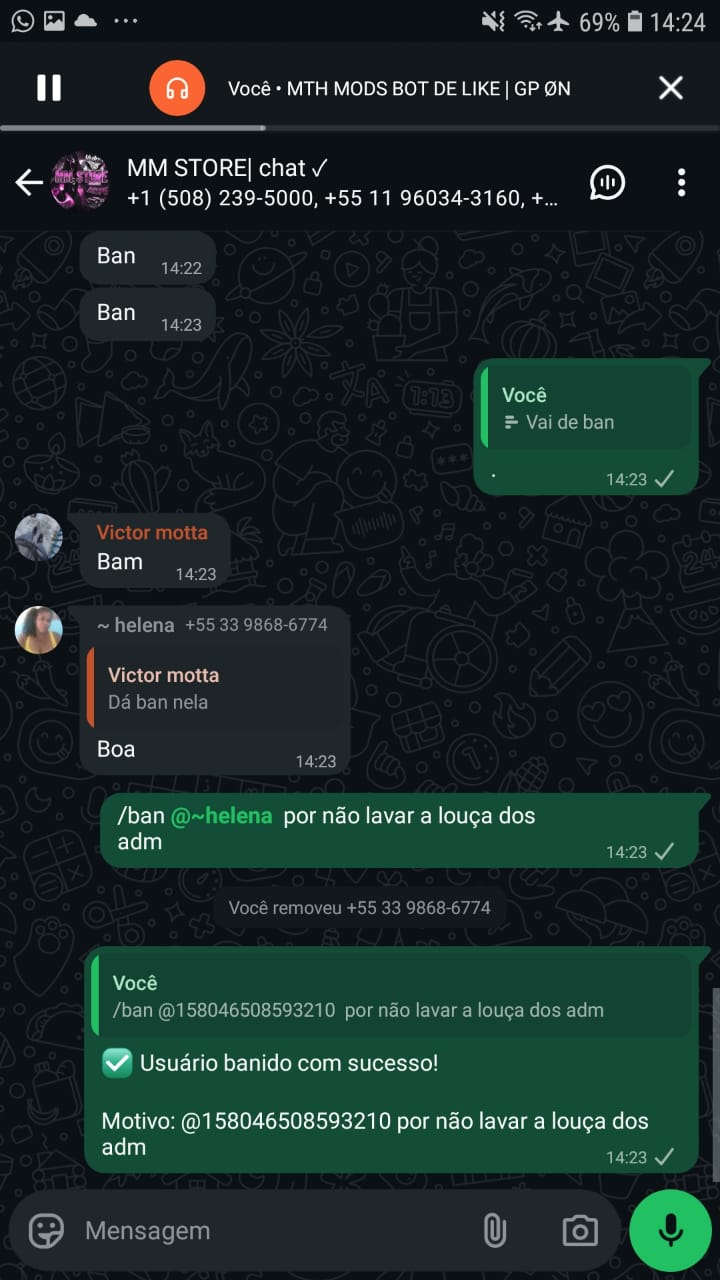 69% 14:24
Você • MTH MODS BOT DE LIKE | GP ØN
MM STORE| chat ✓
+1 (508) 239-5000, +55 11 96034-3160, +...
Ban
14:22
Ban
14:23
Você
Vai de ban
.
14:23
Victor motta
Bam
14:23
~ helena +55 33 9868-6774
Victor motta
Dá ban nela
Boa
14:23
/ban @~helena por não lavar a louça dos
adm
14:23
Você removeu +55 33 9868-6774
Você
/ban @158046508593210 por não lavar a louça dos adm
✅ Usuário banido com sucesso!
Motivo: @158046508593210 por não lavar a louça dos
adm
14:23
Mensagem